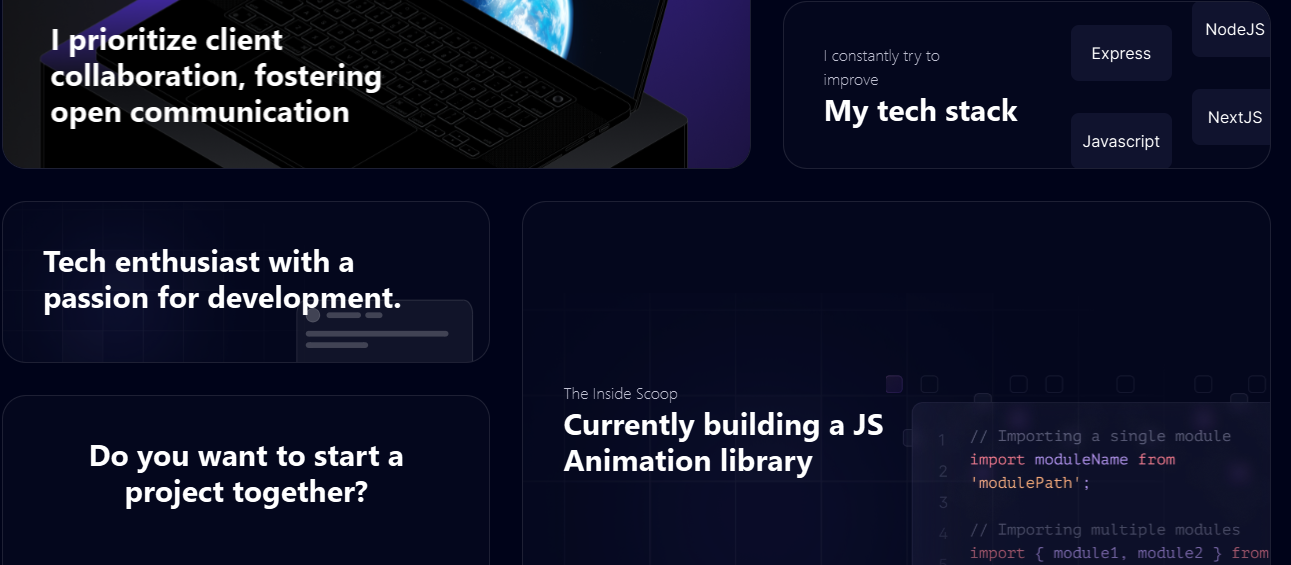 I prioritize client
collaboration, fostering
open communication
I constantly try to
improve
My tech stack
Express
Javascript
NodeJS
NextJS
Tech enthusiast with a
passion for development.
Do you want to start a
project together?
The Inside Scoop
Currently building a JS
Animation library
1 // Importing a single module
import moduleName from
2 'modulePath';
3
4 // Importing multiple modules
import { module1, module2 } from